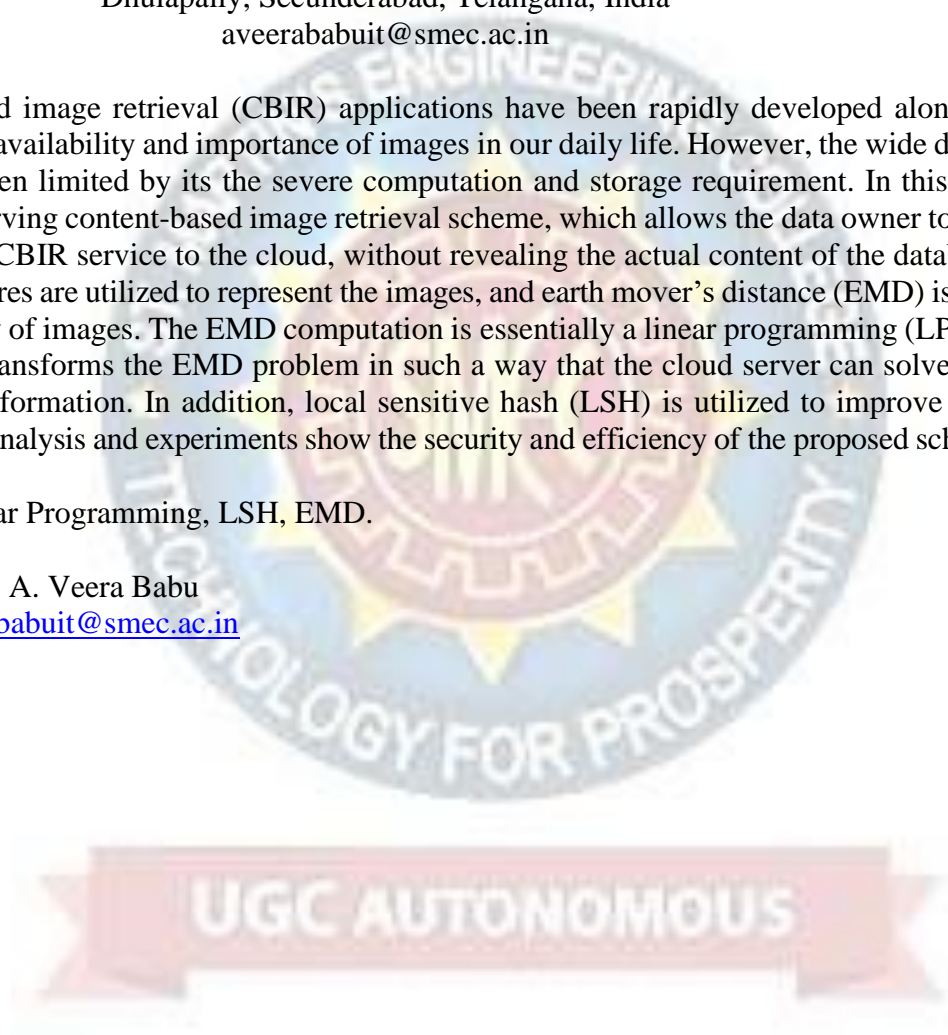 Dhulapally, Secunderabad, Telangana, India
aveerababuit@smec.ac.in
d image retrieval (CBIR) applications have been rapidly developed alon
availability and importance of images in our daily life. However, the wide d
en limited by its the severe computation and storage requirement. In this
rving content-based image retrieval scheme, which allows the data owner to
CBIR service to the cloud, without revealing the actual content of the data
res are utilized to represent the images, and earth mover's distance (EMD) is
of images. The EMD computation is essentially a linear programming (LP
ansforms the EMD problem in such a way that the cloud server can solve
formation. In addition, local sensitive hash (LSH) is utilized to improve
nalysis and experiments show the security and efficiency of the proposed sch
ar Programming, LSH, EMD.
A. Veera Babu
babuit@smec.ac.in
ENGINEERING
TECHNOLOGY FOR PROSPERITY
UGC AUTONOMOUS